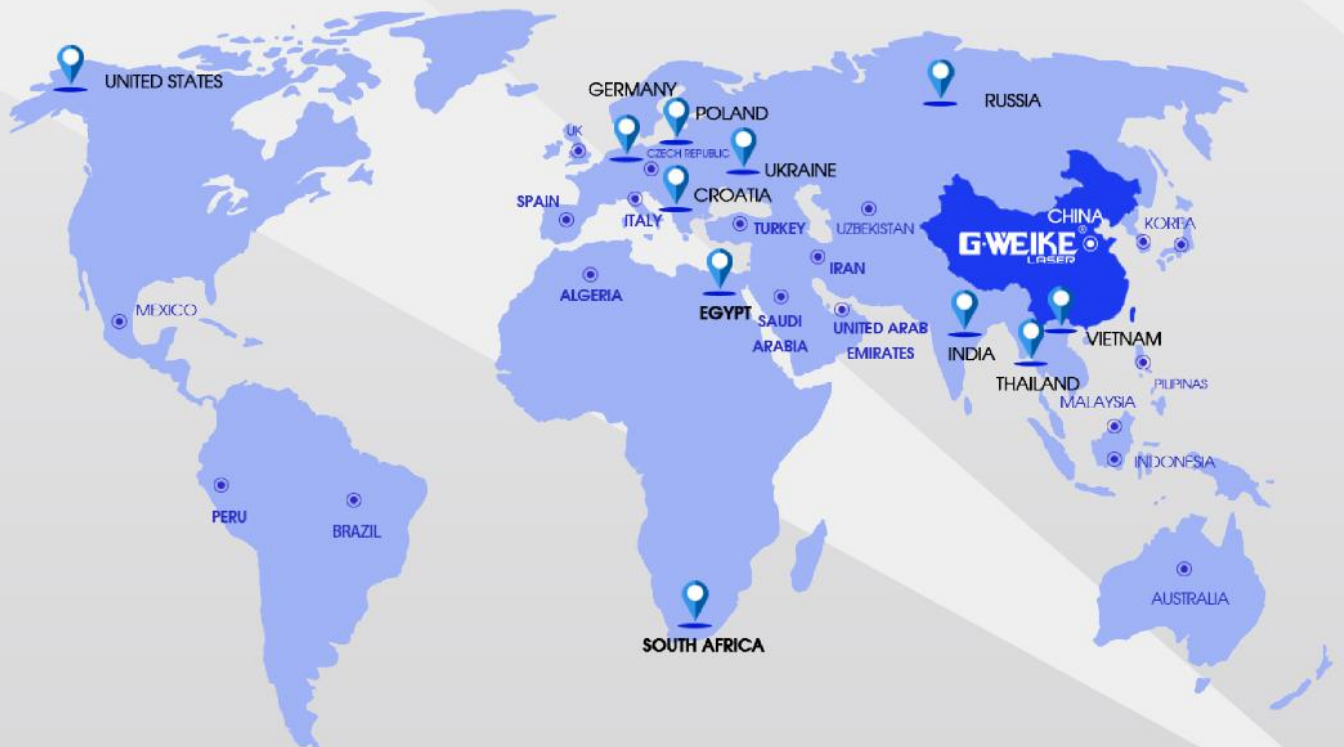 UNITED STATES
GERMANY
POLAND
RUSSIA
UK
CZECH REPUBLIC
UKRAINE
CROATIA
SPAIN
ITALY
TURKEY
UZBEKISTAN
CHINA
KOREA
G·WEIKE®
LASER
IRAN
ALGERIA
EGYPT
SAUDI
ARABIA
UNITED ARAB
EMIRATES
MEXICO
INDIA
VIETNAM
THAILAND
PILIPINAS
MALAYSIA
INDONESIA
PERU
BRAZIL
AUSTRALIA
SOUTH AFRICA